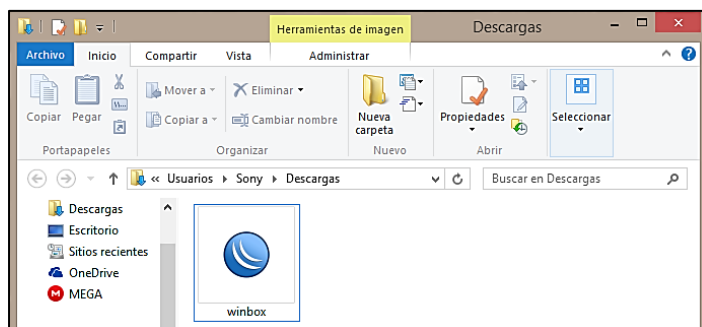 Herramientas de imagen Descargas
Archivo Inicio Compartir Vista Administrar
Copiar Pegar
Mover a
Copiar a
Eliminar
Cambiar nombre
Nueva
carpeta
Propiedades
Seleccionar
Portapapeles Organizar Nuevo Abrir
« Usuarios Sony Descargas Buscar en Descargas
Descargas
Escritorio
Sitios recientes
OneDrive
MEGA
winbox